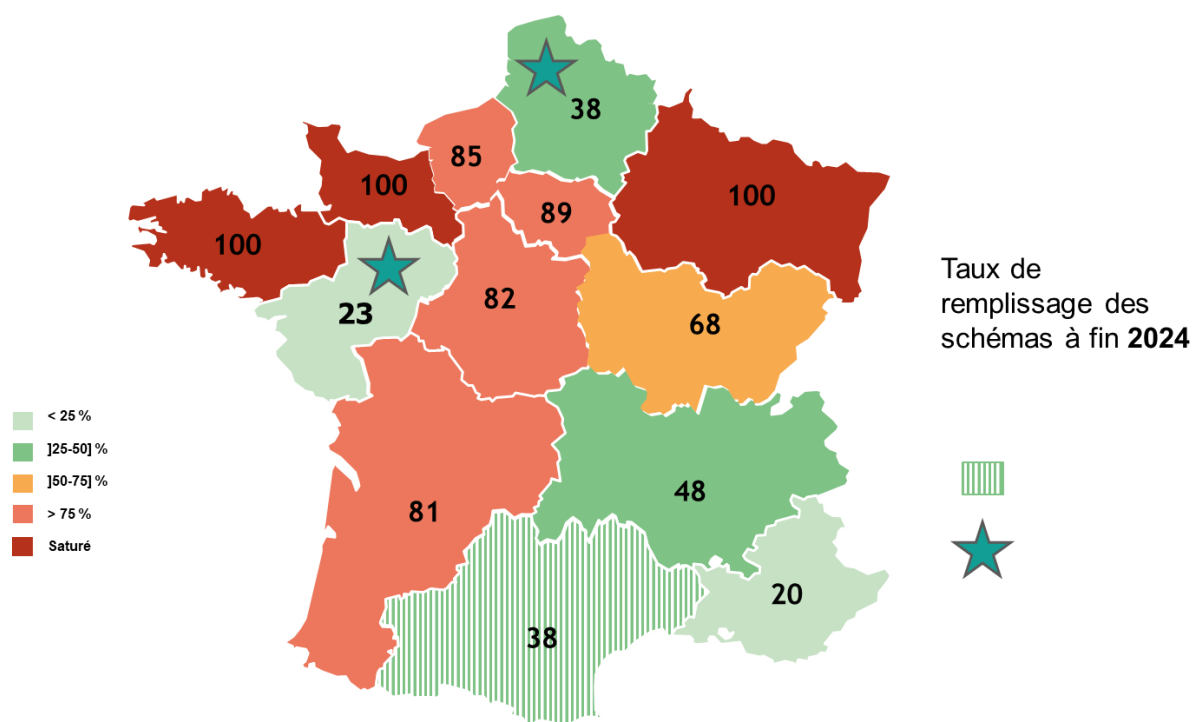 38
85
100
100
89
100
23
82
68
Taux de
remplissage des
schémas à fin 2024
< 25 %
]25-50] %
]50-75] %
> 75 %
Saturé
81
48
20
38